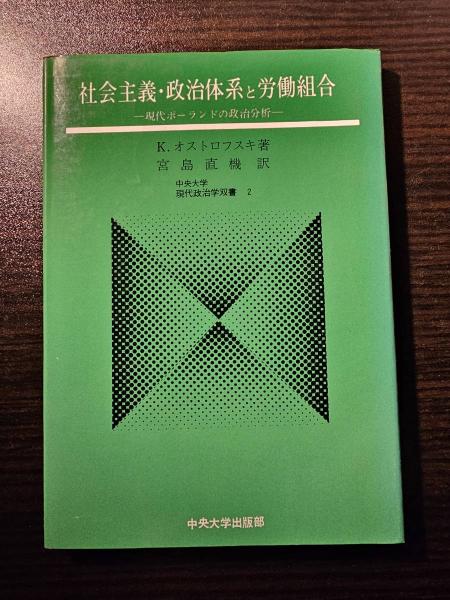 社会主義・政治体系と労働組合
―現代ポーランドの政治分析―
K. オストロフスキ著
宮島直機訳
中央大学
現代政治学双書 2
中央大学出版部